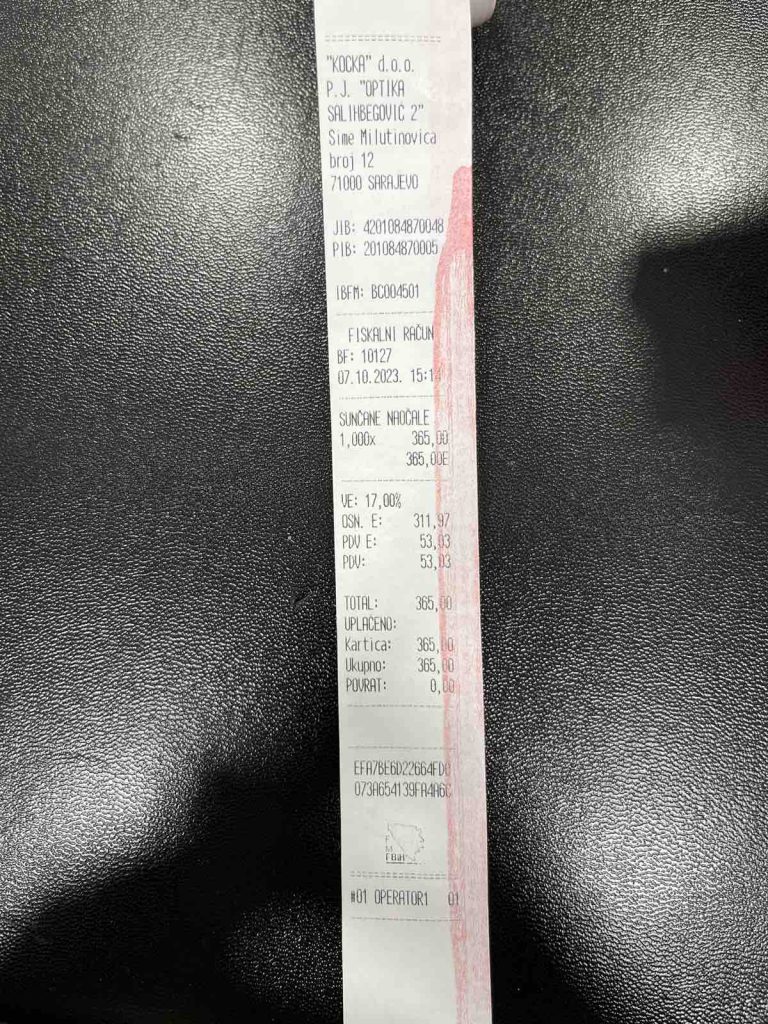 "KOCKA" d.o.o.
P.J. "OPTIKA
SALIHBEGOVIĆ 2"
Sime Milutinovica
broj 12
71000 SARAJEVO
JIB: 4201084870048
PIB: 201084870005
IBFM: BC004501
FISKALNI RAČUN
BF: 10127
07.10.2023. 15:14
SUNČANE NAOČALE
1,000x 365,00
365,00E
VE: 17,00%
OSN. E: 311,97
PDV E: 53,03
PDV: 53,03
TOTAL: 365,00
UPLAĆENO:
Kartica: 365,00
Ukupno: 365,00
POVRAT: 0,00
EFA7BE6D22664FDC
073A654139FA4A6C
F
M
#01 OPERATOR1 01